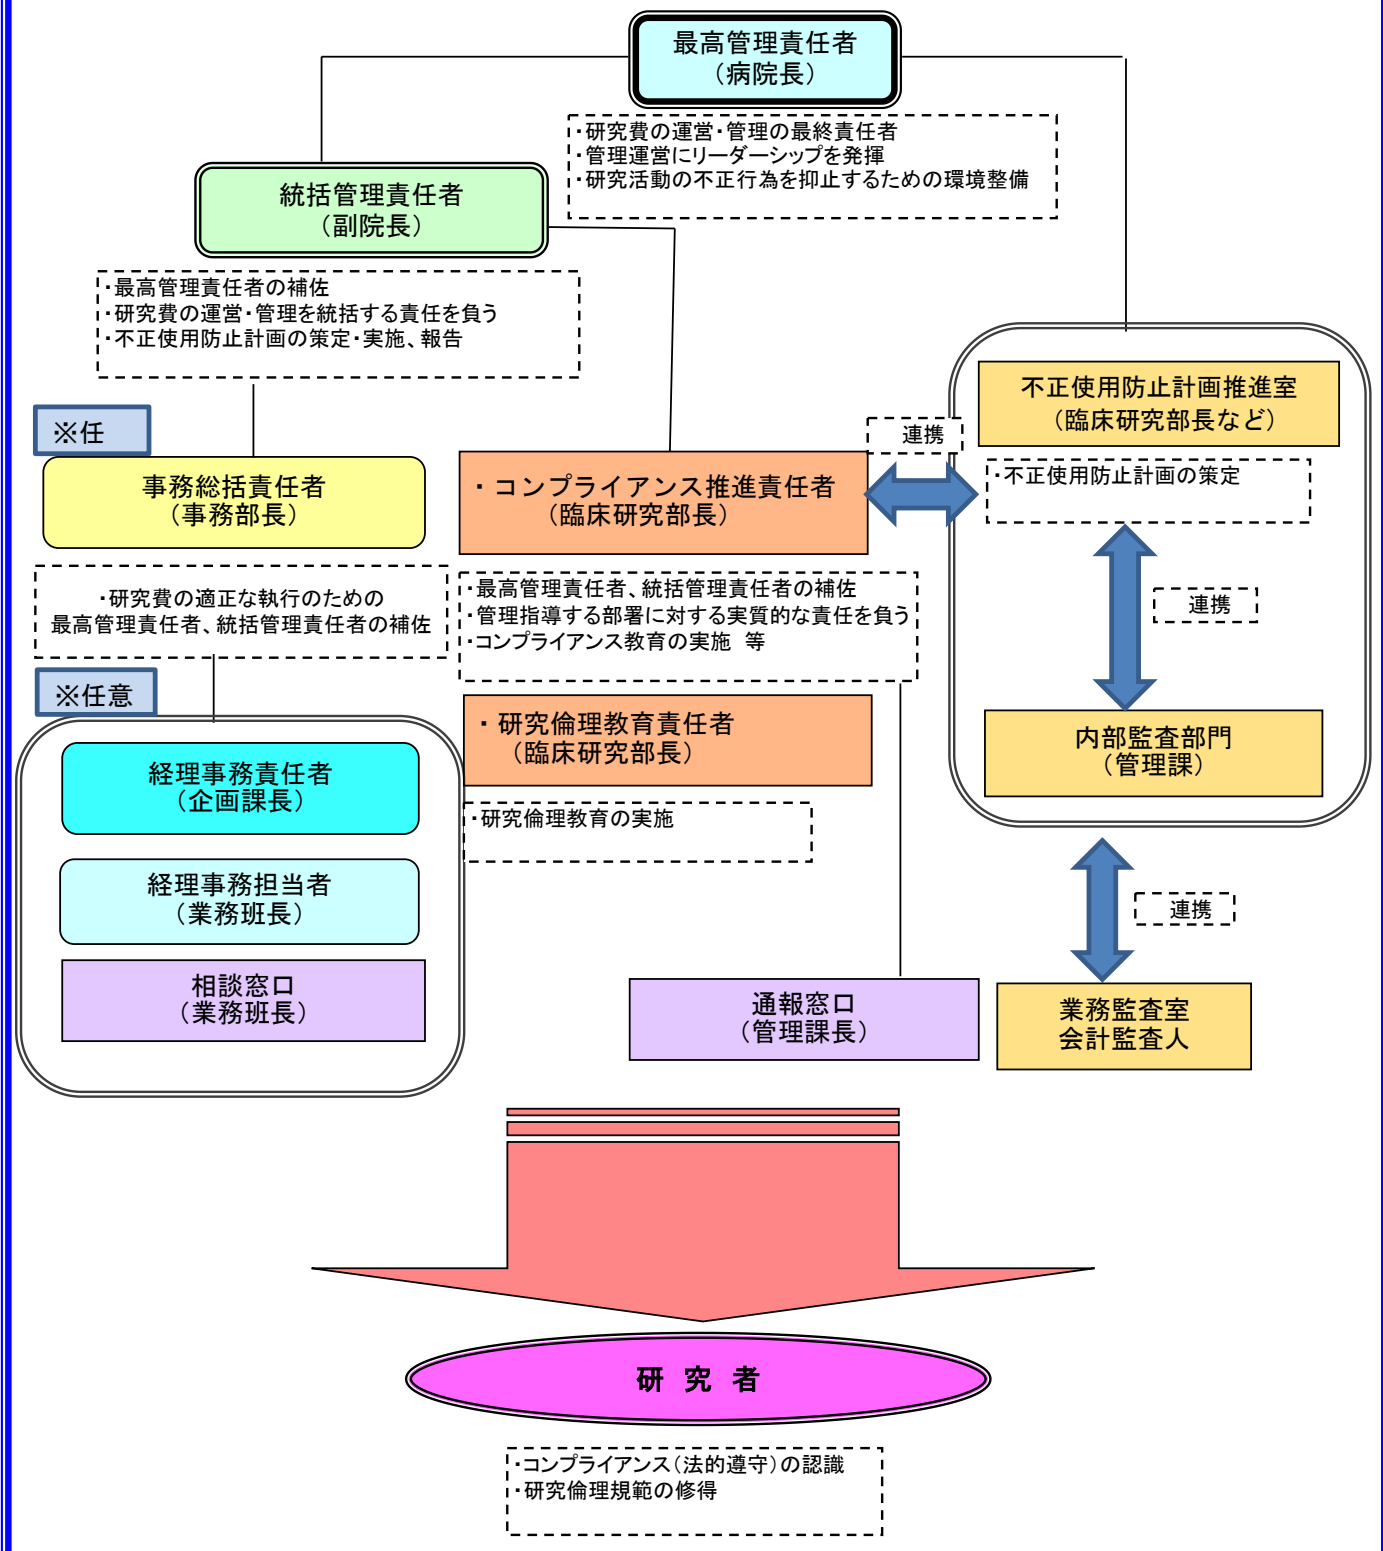 最高管理責任者
（病院長）
・研究費の運営・管理の最終責任者
・管理運営にリーダーシップを発揮
・研究活動の不正行為を抑止するための環境整備
統括管理責任者
（副院長）
・最高管理責任者の補佐
・研究費の運営・管理を統括する責任を負う
・不正使用防止計画の策定・実施、報告
不正使用防止計画推進室
（臨床研究部長など）
・不正使用防止計画の策定
連携
※任
事務総括責任者
（事務部長）
・コンプライアンス推進責任者
（臨床研究部長）
・研究費の適正な執行のための
最高管理責任者、統括管理責任者の補佐
・最高管理責任者、統括管理責任者の補佐
・管理指導する部署に対する実質的な責任を負う
・コンプライアンス教育の実施 等
連携
※任意
・研究倫理教育責任者
（臨床研究部長）
・研究倫理教育の実施
内部監査部門
（管理課）
経理事務責任者
（企画課長）
経理事務担当者
（業務班長）
相談窓口
（業務班長）
連携
通報窓口
（管理課長）
業務監査室
会計監査人
研 究 者
・コンプライアンス（法的遵守）の認識
・研究倫理規範の修得